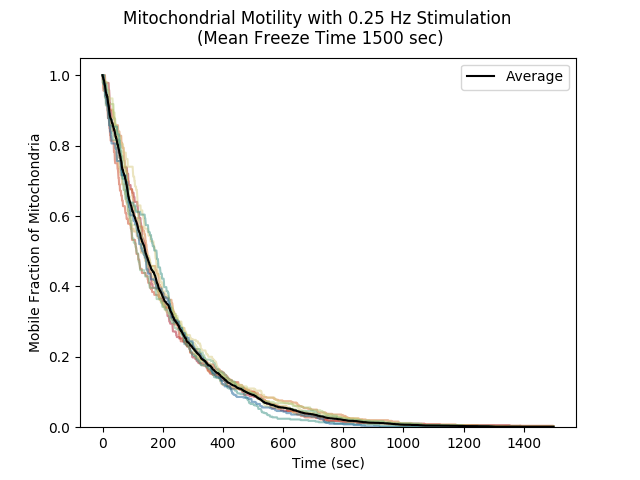 Mitochondrial Motility with 0.25 Hz Stimulation
(Mean Freeze Time 1500 sec)
Average
Mobile Fraction of Mitochondria
1.0
0.8
0.6
0.4
0.2
0.0
0 200 400 600 800 1000 1200 1400
Time (sec)